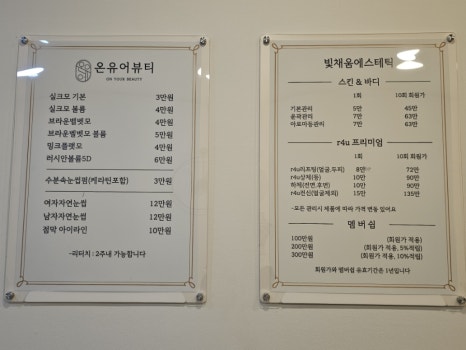 온유어뷰티
ON YOUR BEAUTY
실크모 기본 3만원
실크모 볼륨 4만원
브라운벨벳모 4만원
브라운벨벳모 볼륨 5만원
밍크플랫모 4만원
러시안볼륨5D 6만원
수분속눈썹펌(케라틴포함) 3만원
여자자연눈썹 12만원
남자자연눈썹 12만원
점막 아이라인 10만원
-리터치 : 2주내 가능합니다
빛채움에스테틱
스킨 & 바디
1회 10회 회원가
기본관리 5만 45만
윤곽관리 7만 63만
아로마등관리 7만 63만
r4u 프리미엄
1회 10회 회원가
r4u리프팅(얼굴,두피) 8만 72만
r4u상체(등) 10만 90만
하체(전면,후면) 10만 90만
r4u전신(얼굴제외) 15만 135만
-모든 관리시 제품에 따라 가격 변동 있어요
멤버쉽
100만원 (회원가 적용)
200만원 (회원가 적용, 5%적립)
300만원 (회원가 적용, 10%적립)
회원가와 멤버쉽 유효기간은 1년입니다